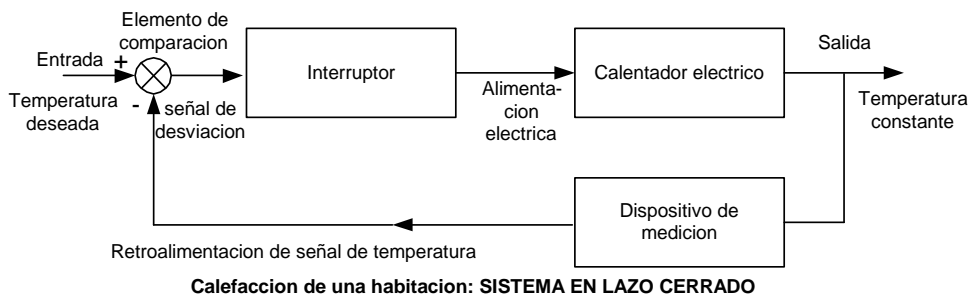 Elemento de
comparacion
Entrada
+
Temperatura
deseada
-
señal de
desviacion
Interruptor
Alimenta-
cion
electrica
Calentador electrico
Salida
Temperatura
constante
Dispositivo de
medicion
Retroalimentacion de señal de temperatura
Calefaccion de una habitacion: SISTEMA EN LAZO CERRADO